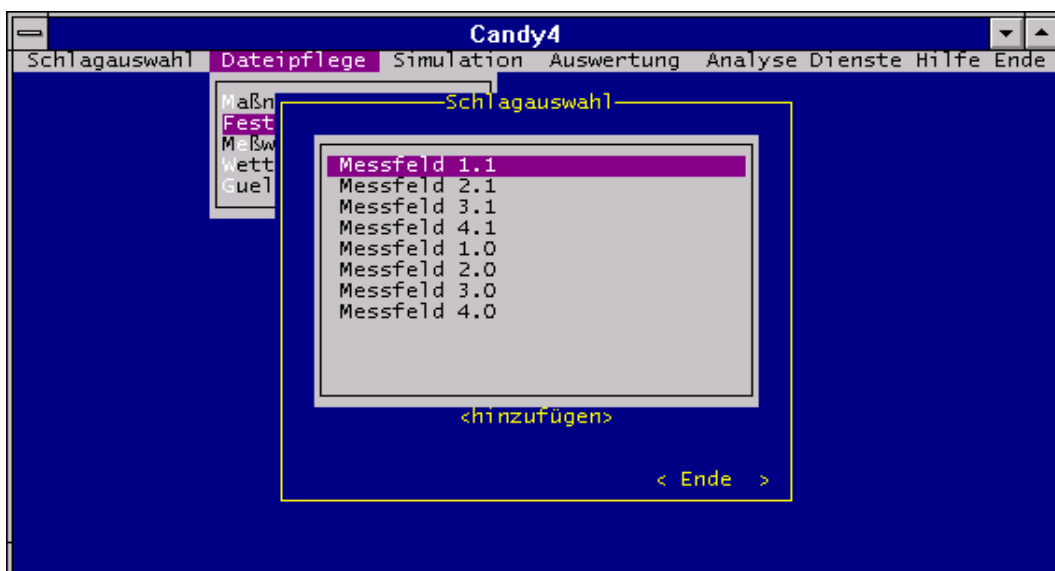 Candy4
Schlagauswahl Dateipflege Simulation Auswertung Analyse Dienste Hilfe Ende
Maßn
Fest
Meßw
Wett
Guel
Schlagauswahl
Messfeld 1.1
Messfeld 2.1
Messfeld 3.1
Messfeld 4.1
Messfeld 1.0
Messfeld 2.0
Messfeld 3.0
Messfeld 4.0
<hinzufügen>
< Ende >